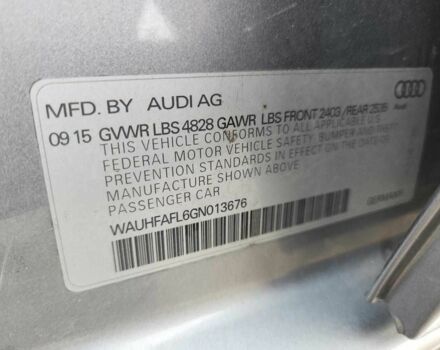 MFD. BY AUDI AG
Audi
09 15 GVWR LBS 4828 GAWR LBS FRONT 2403 /REAR 2535
THIS VEHICLE CONFORMS TO ALL APPLICABLE U.S.
FEDERAL MOTOR VEHICLE SAFETY, BUMPER AND THEFT
PREVENTION STANDARDS IN EFFECT ON THE DATE OF
MANUFACTURE SHOWN ABOVE.
PASSENGER CAR
WAUHFAFL6GN013676
GERMANY